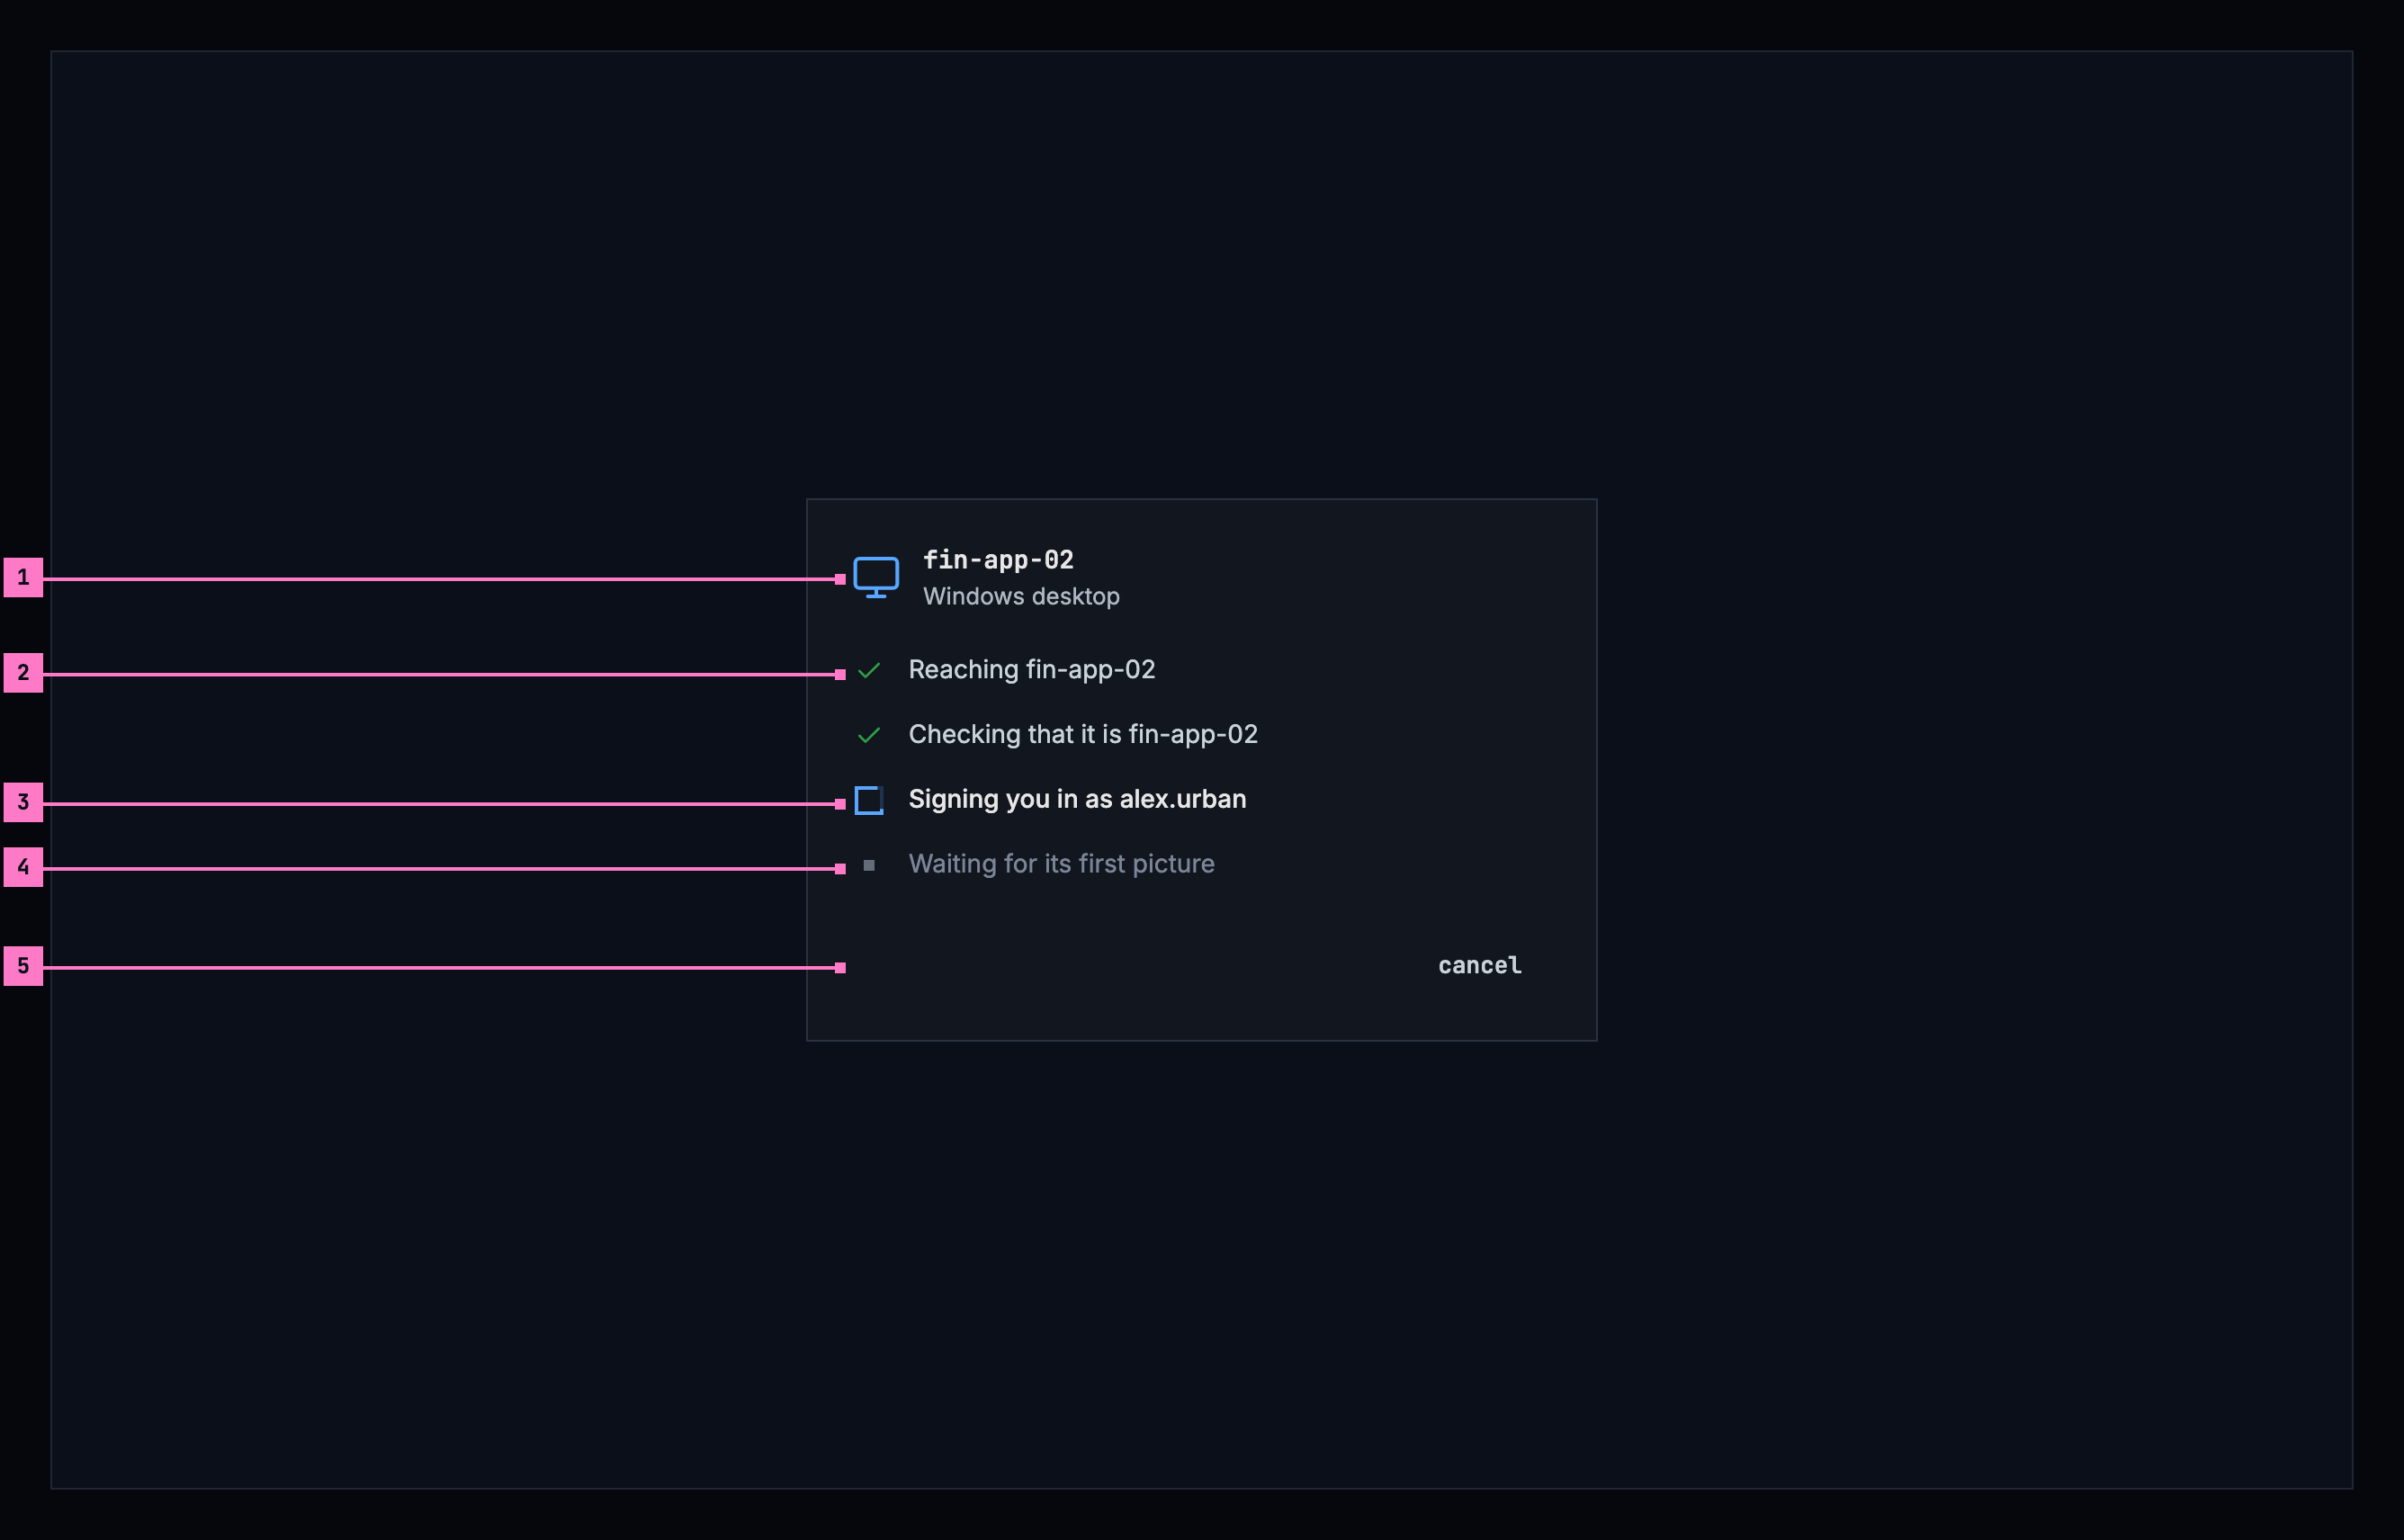 1
fin-app-02
Windows desktop
2
Reaching fin-app-02
Checking that it is fin-app-02
3
Signing you in as alex.urban
4
Waiting for its first picture
5
cancel